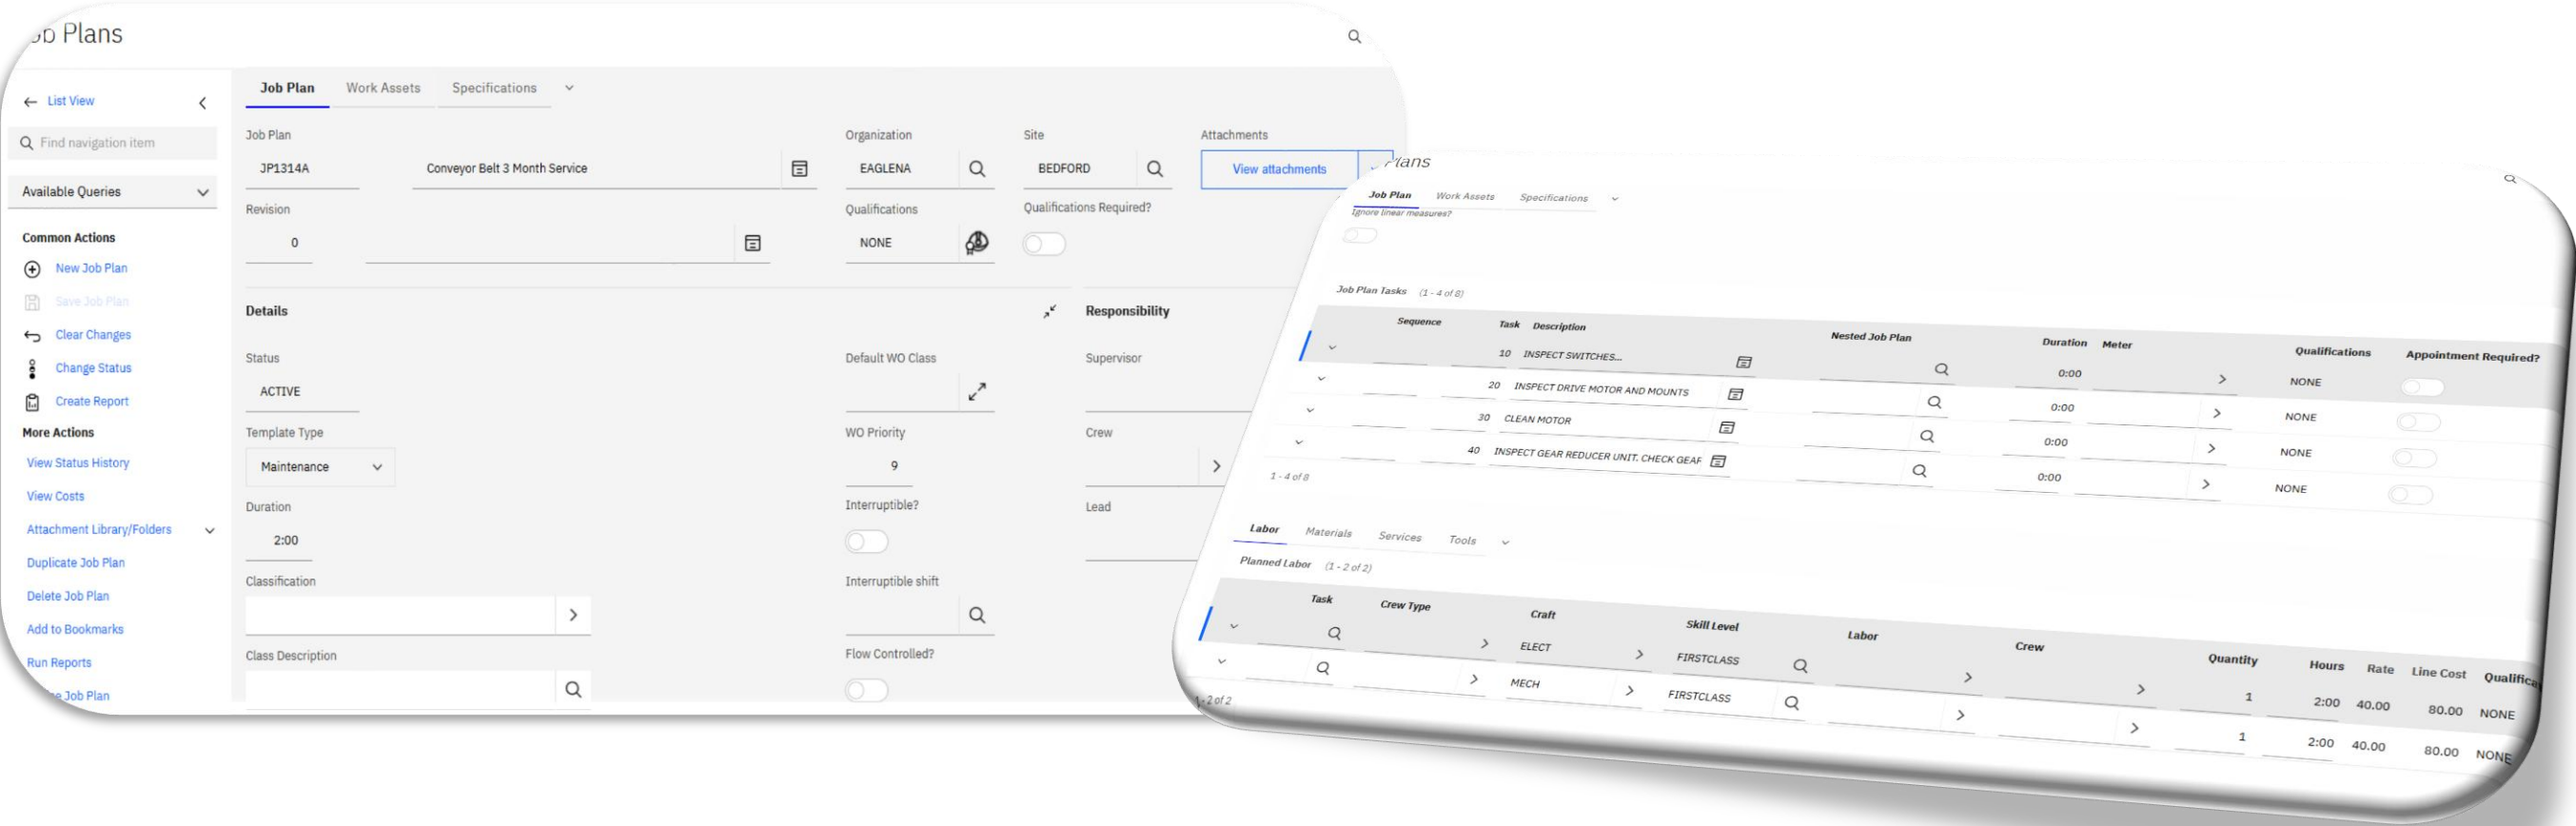 Job Plans
List View
Find navigation item
Available Queries
Common Actions
New Job Plan
Save Job Plan
Clear Changes
Change Status
Create Report
More Actions
View Status History
View Costs
Attachment Library/Folders
Duplicate Job Plan
Delete Job Plan
Add to Bookmarks
Run Reports
Job Plan
Job Plan Work Assets Specifications
Job Plan Organization Site Attachments
JP1314A Conveyor Belt 3 Month Service EAGLENA BEDFORD View attachments
Revision Qualifications Qualifications Required?
0 NONE
Details Responsibility
Status Default WO Class Supervisor
ACTIVE
Template Type WO Priority Crew
Maintenance 9
Duration Interruptible? Lead
2:00
Classification Interruptible shift
Class Description Flow Controlled?
Plans
Job Plan Work Assets Specifications
Ignore linear measures?
Job Plan Tasks (1 - 4 of 8)
Sequence Task Description Nested Job Plan Duration Meter Qualifications Appointment Required?
10 INSPECT SWITCHES... 0:00 NONE
20 INSPECT DRIVE MOTOR AND MOUNTS 0:00 NONE
30 CLEAN MOTOR 0:00 NONE
40 INSPECT GEAR REDUCER UNIT. CHECK GEAR 0:00 NONE
1 - 4 of 8
Labor Materials Services Tools
Planned Labor (1 - 2 of 2)
Task Crew Type Craft Skill Level Labor Crew Quantity Hours Rate Line Cost Qualifica
ELECT FIRSTCLASS 1 2:00 40.00 80.00 NONE
MECH FIRSTCLASS 1 2:00 40.00 80.00 NONE
1 - 2 of 2